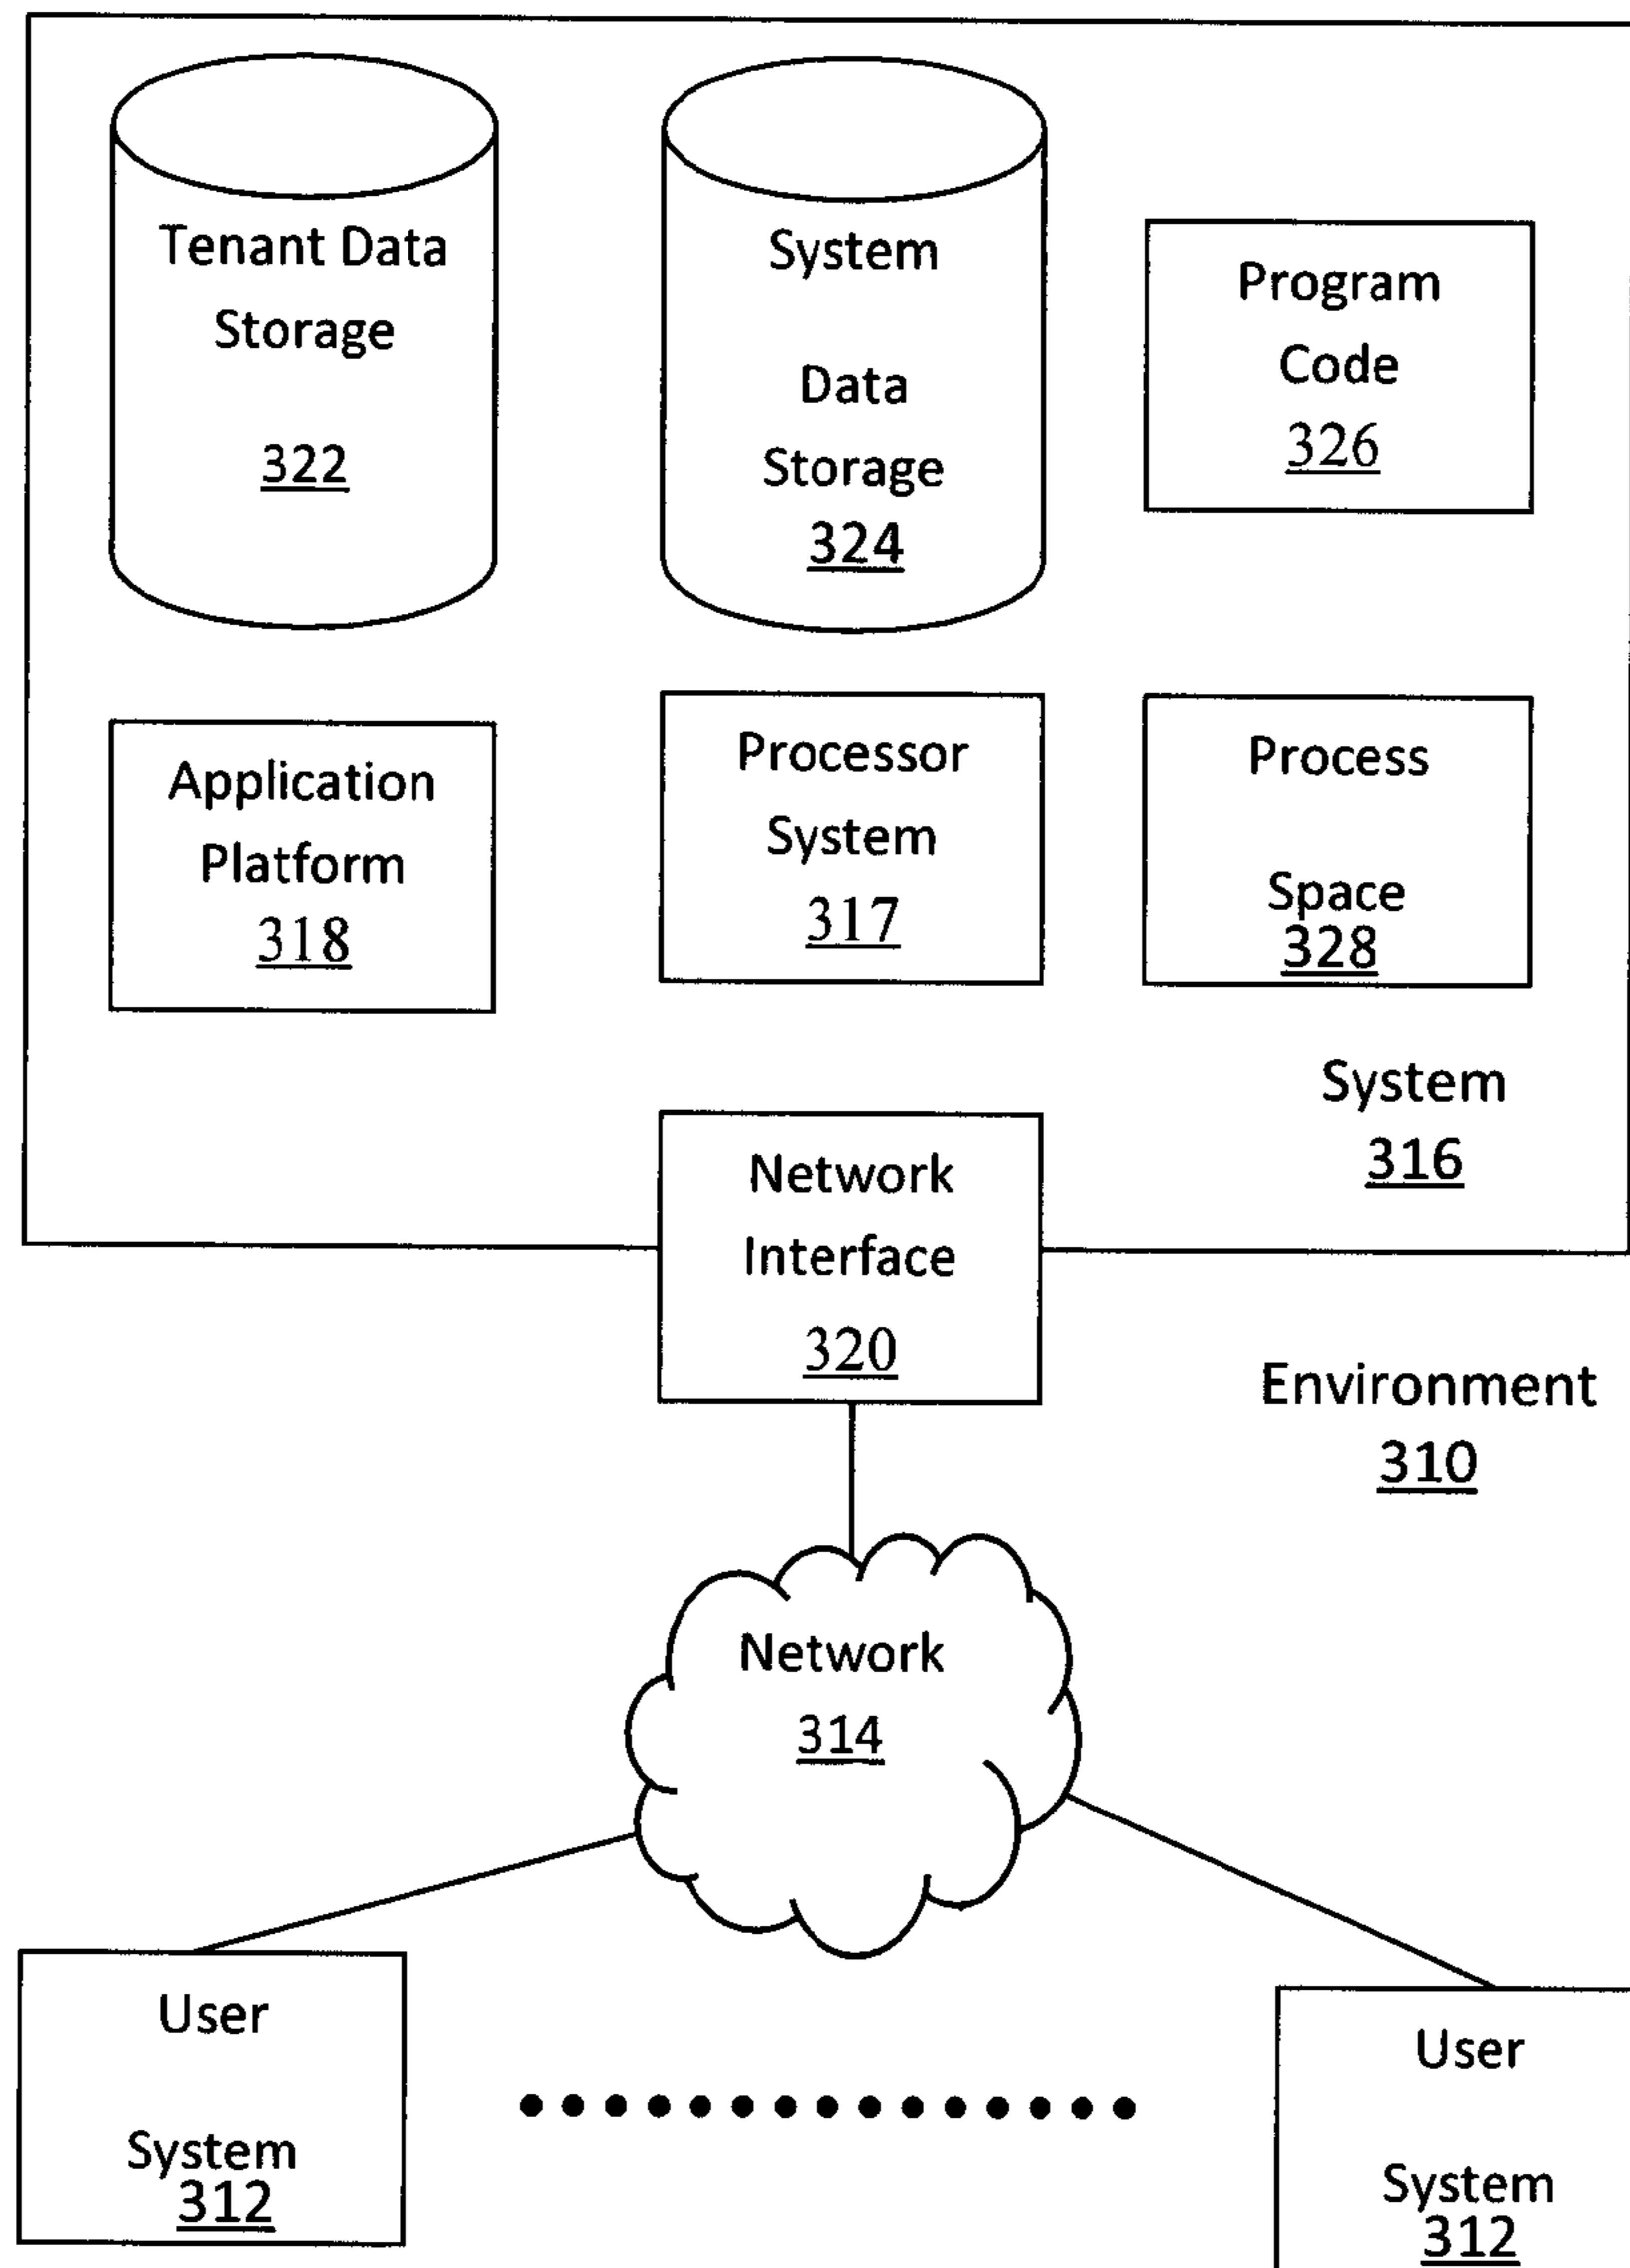 Tenant Data
Storage
322
System
Data
Storage
324
Program
Code
326
Application
Platform
318
Processor
System
317
Process
Space
328
System
316
Network
Interface
320
Environment
310
Network
314
User
System
312
User
System
312